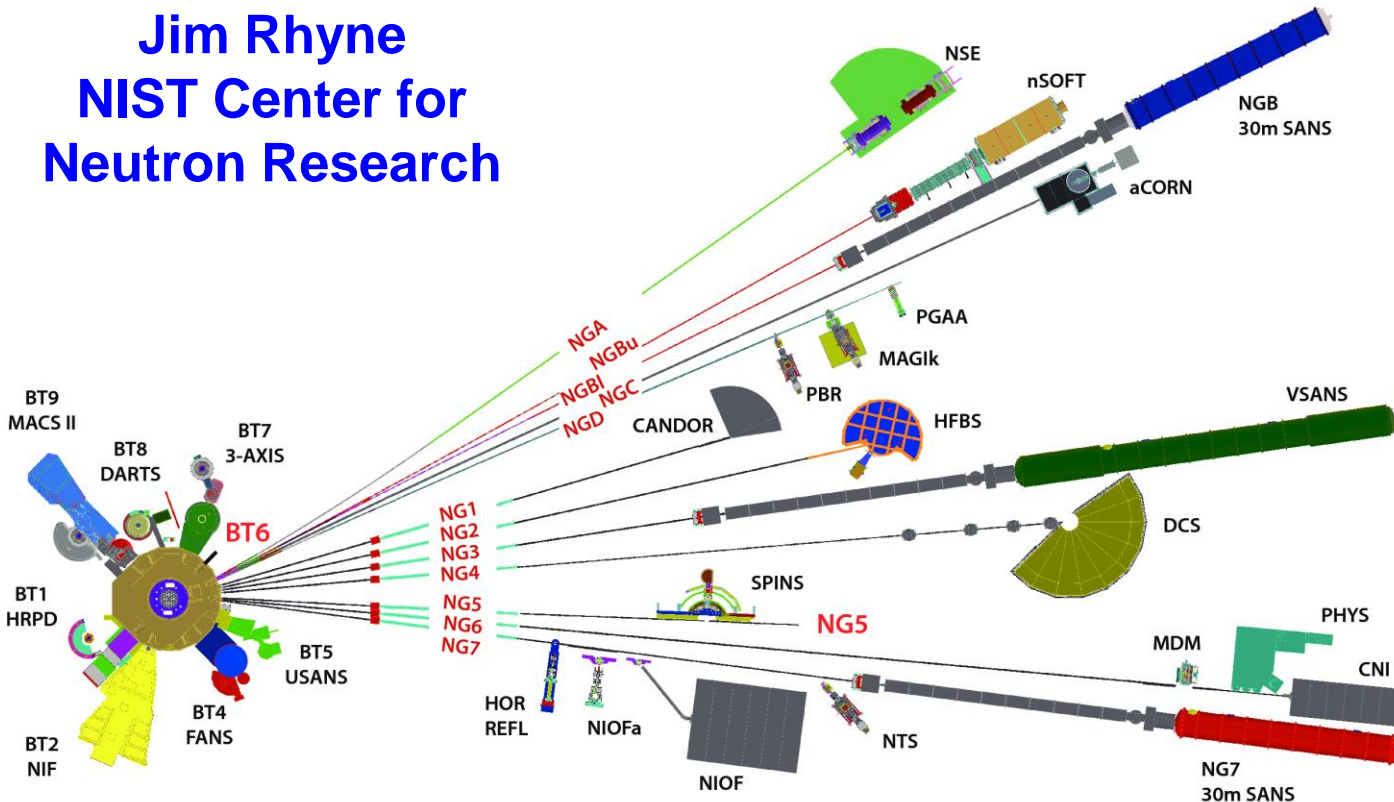 Jim Rhyne
NIST Center for
Neutron Research
NSE
nSOFT
NGB
30m SANS
aCORN
NGA
NGBu
NGBl
NGC
NGD
PGAA
MAGIk
PBR
CANDOR
HFBS
VSANS
DCS
BT9
MACS II
BT8
DARTS
BT7
3-AXIS
BT6
NG1
NG2
NG3
NG4
NG5
NG6
NG7
SPINS
NG5
BT1
HRPD
BT5
USANS
BT4
FANS
BT2
NIF
HOR
REFL
NIOFa
NIOF
NTS
MDM
PHYS
CNI
NG7
30m SANS